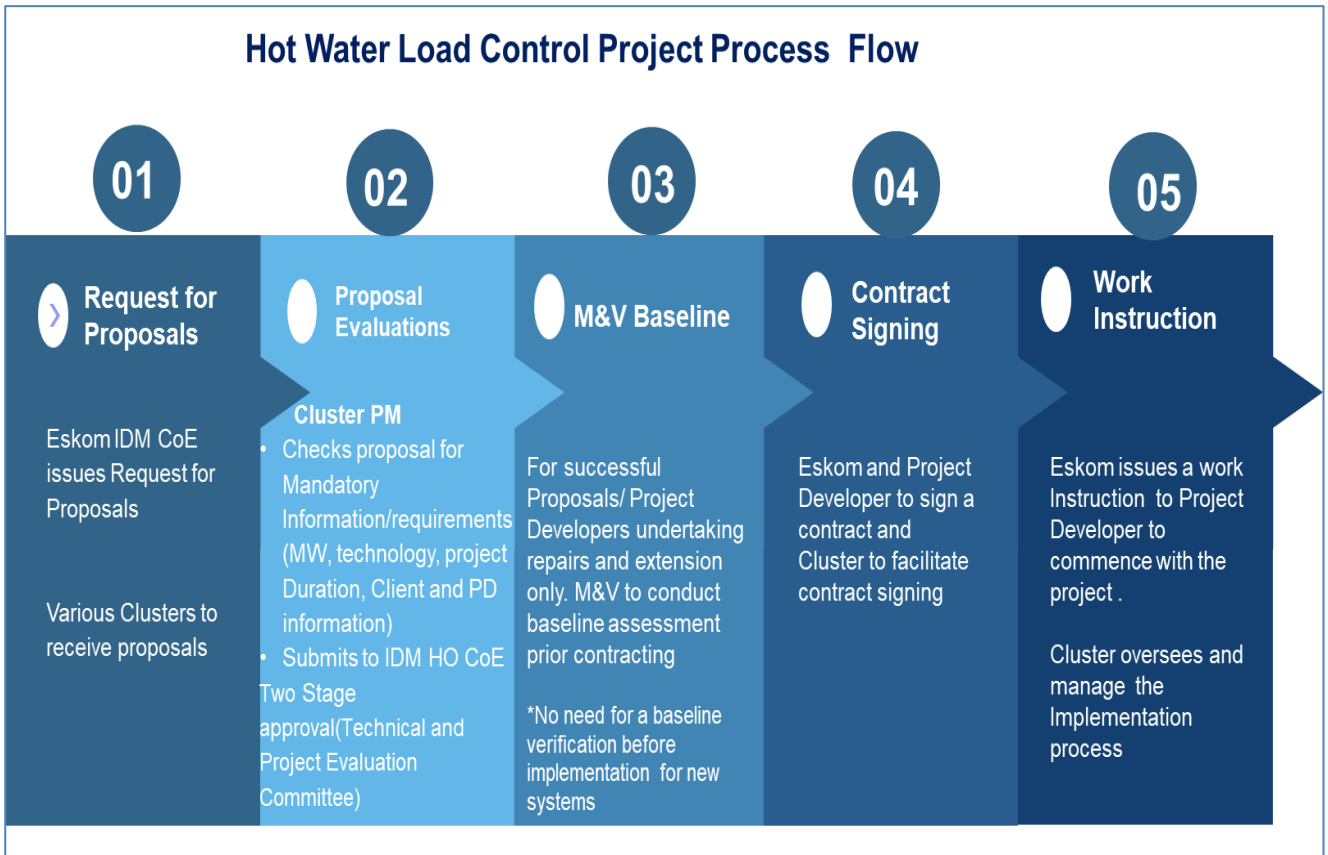 Hot Water Load Control Project Process Flow
01
Request for
Proposals
Eskom IDM CoE
issues Request for
Proposals
Various Clusters to
receive proposals
02
Proposal
Evaluations
Cluster PM
• Checks proposal for
Mandatory
Information/requirements
(MW, technology, project
Duration, Client and PD
information)
• Submits to IDM HO CoE
Two Stage
approval(Technical and
Project Evaluation
Committee)
03
M&V Baseline
For successful
Proposals/ Project
Developers undertaking
repairs and extension
only. M&V to conduct
baseline assessment
prior contracting
*No need for a baseline
verification before
implementation for new
systems
04
Contract
Signing
Eskom and Project
Developer to sign a
contract and
Cluster to facilitate
contract signing
05
Work
Instruction
Eskom issues a work
Instruction to Project
Developer to
commence with the
project .
Cluster oversees and
manage the
Implementation
process